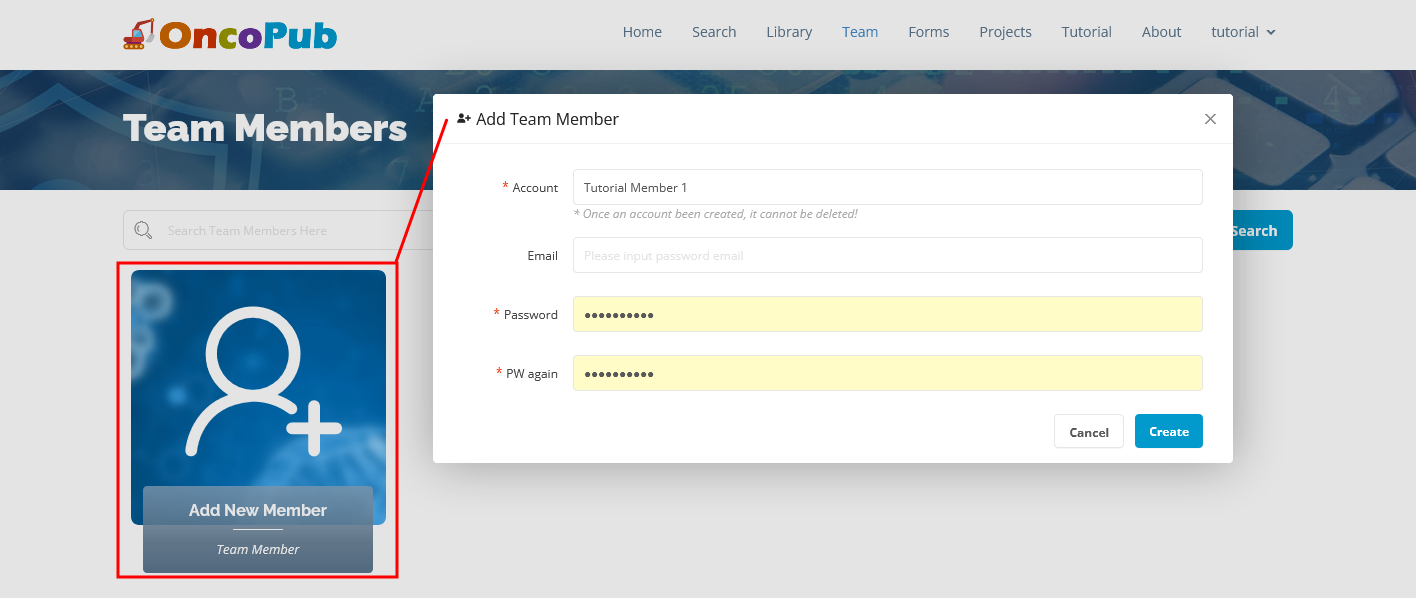 OncoPub
Home Search Library Team Forms Projects Tutorial About tutorial
Team Members
Add Team Member
* Account Tutorial Member 1
* Once an account been created, it cannot be deleted!
Search Team Members Here
Search
Email Please input password email
* Password ••••••••••
* PW again ••••••••••
Cancel Create
Add New Member
Team Member